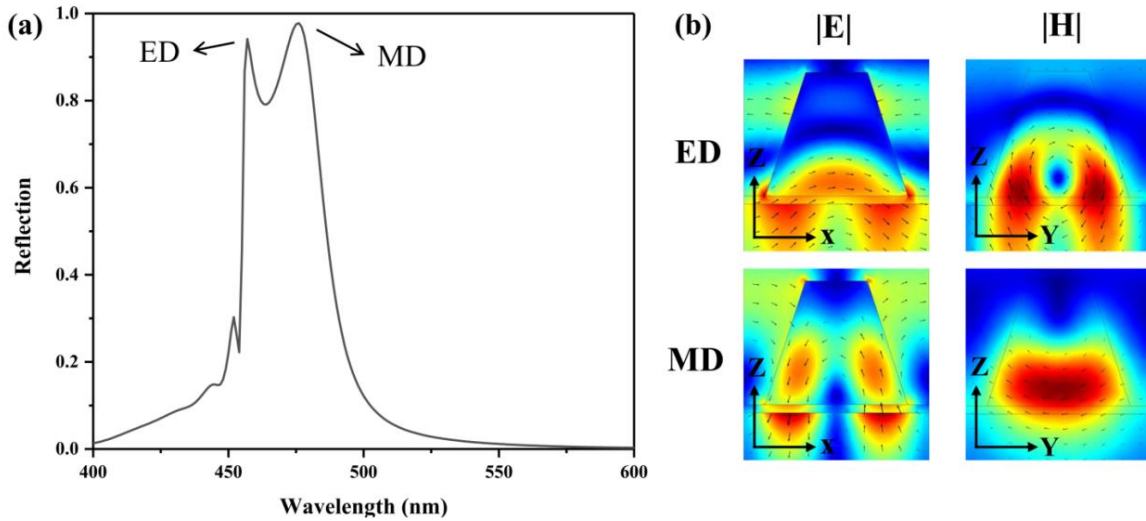 (a)
1.0
0.8
0.6
0.4
0.2
0.0
Reflection
ED
MD
400
450
500
550
600
Wavelength (nm)
(b)
|E|
|H|
ED
Z
x
Z
Y
MD
Z
x
Z
Y